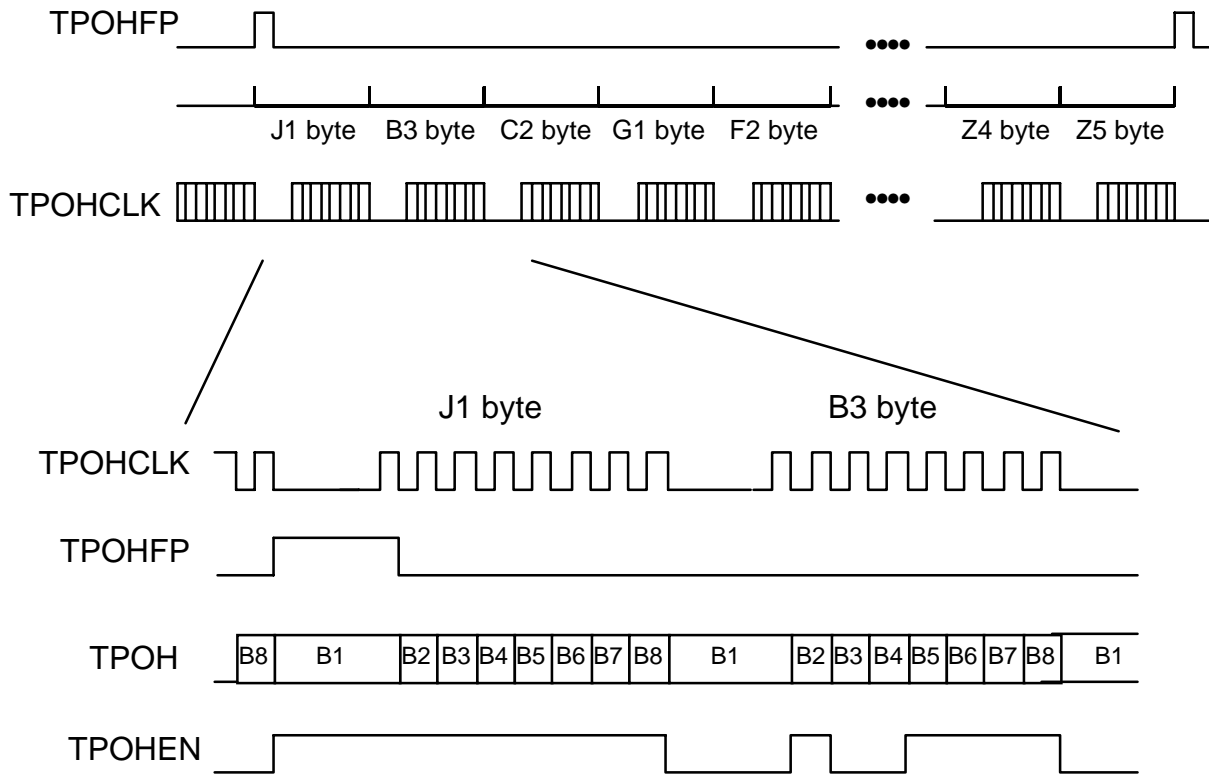 TPOHFP
J1 byte B3 byte C2 byte G1 byte F2 byte Z4 byte Z5 byte
TPOHCLK
J1 byte B3 byte
TPOHCLK
TPOHFP
TPOH B8 B1 B2 B3 B4 B5 B6 B7 B8 B1 B2 B3 B4 B5 B6 B7 B8 B1
TPOHEN